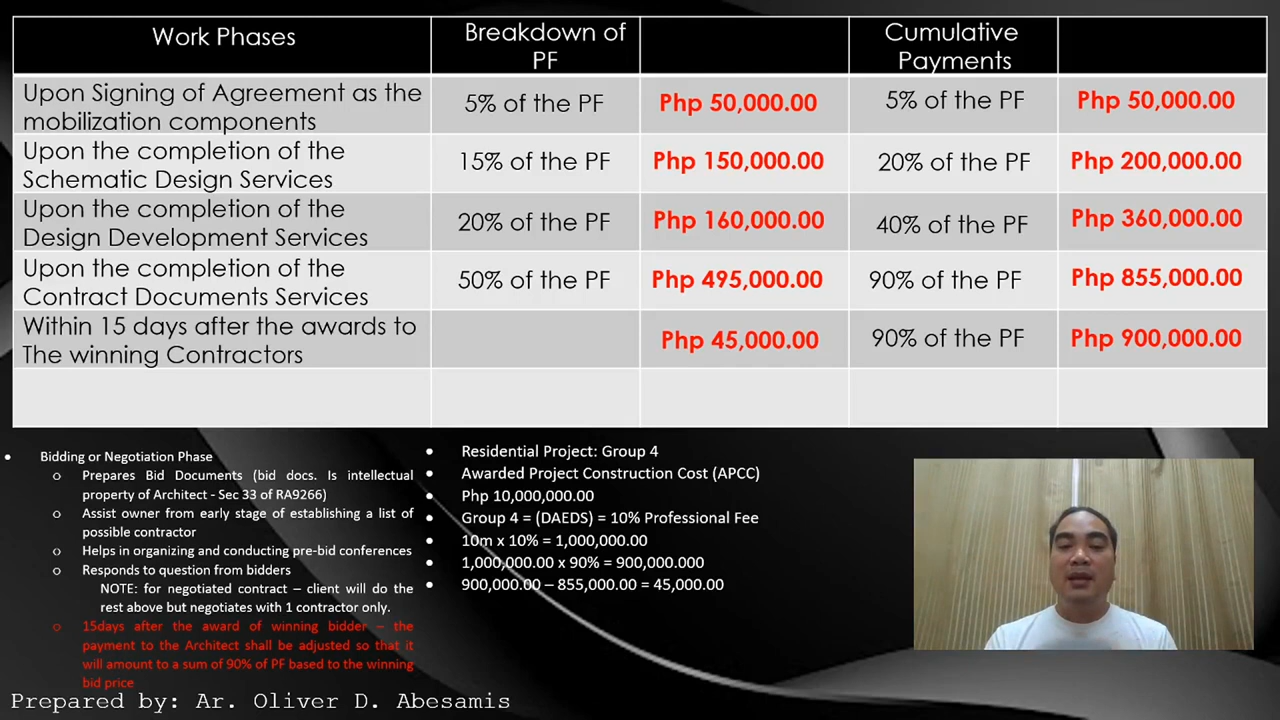 Work Phases
Breakdown of
PF
Cumulative
Payments
Upon Signing of Agreement as the
mobilization components
5% of the PF
Php 50,000.00
5% of the PF
Php 50,000.00
Upon the completion of the
Schematic Design Services
15% of the PF
Php 150,000.00
20% of the PF
Php 200,000.00
Upon the completion of the
Design Development Services
20% of the PF
Php 160,000.00
40% of the PF
Php 360,000.00
Upon the completion of the
Contract Documents Services
50% of the PF
Php 495,000.00
90% of the PF
Php 855,000.00
Within 15 days after the awards to
The winning Contractors
Php 45,000.00
90% of the PF
Php 900,000.00
Bidding or Negotiation Phase
Prepares Bid Documents (bid docs. Is intellectual
property of Architect - Sec 33 of RA9266)
Assist owner from early stage of establishing a list of
possible contractor
Helps in organizing and conducting pre-bid conferences
Responds to question from bidders
NOTE: for negotiated contract – client will do the
rest above but negotiates with 1 contractor only.
15days after the award of winning bidder – the
payment to the Architect shall be adjusted so that it
will amount to a sum of 90% of PF based to the winning
bid price
Residential Project: Group 4
Awarded Project Construction Cost (APCC)
Php 10,000,000.00
Group 4 = (DAEDS) = 10% Professional Fee
10m x 10% = 1,000,000.00
1,000,000.00 x 90% = 900,000.000
900,000.00 – 855,000.00 = 45,000.00
Prepared by: Ar. Oliver D. Abesamis